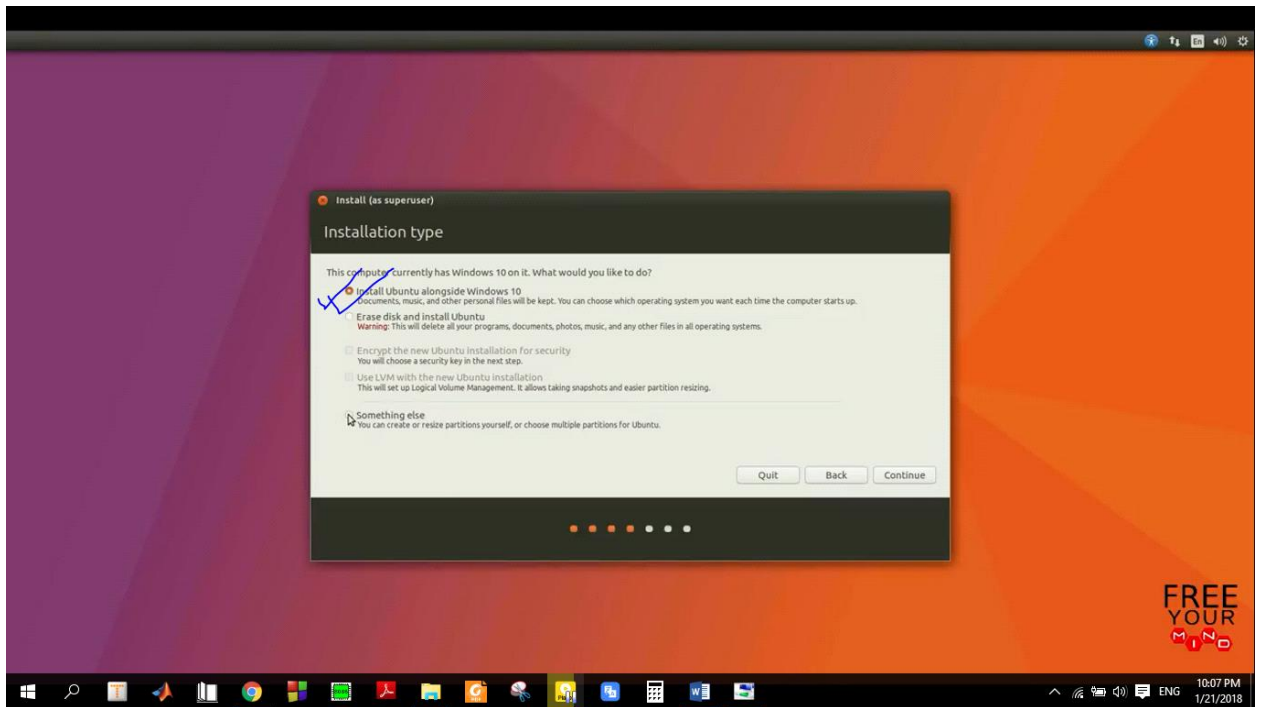 En
Install (as superuser)
Installation type
This computer currently has Windows 10 on it. What would you like to do?
Install Ubuntu alongside Windows 10
Documents, music, and other personal files will be kept. You can choose which operating system you want each time the computer starts up.
Erase disk and install Ubuntu
Warning: This will delete all your programs, documents, photos, music, and any other files in all operating systems.
Encrypt the new Ubuntu installation for security
You will choose a security key in the next step.
Use LVM with the new Ubuntu installation
This will set up Logical Volume Management. It allows taking snapshots and easier partition resizing.
Something else
You can create or resize partitions yourself, or choose multiple partitions for Ubuntu.
Quit
Back
Continue
FREE
YOUR
MIND
ENG
10:07 PM
1/21/2018